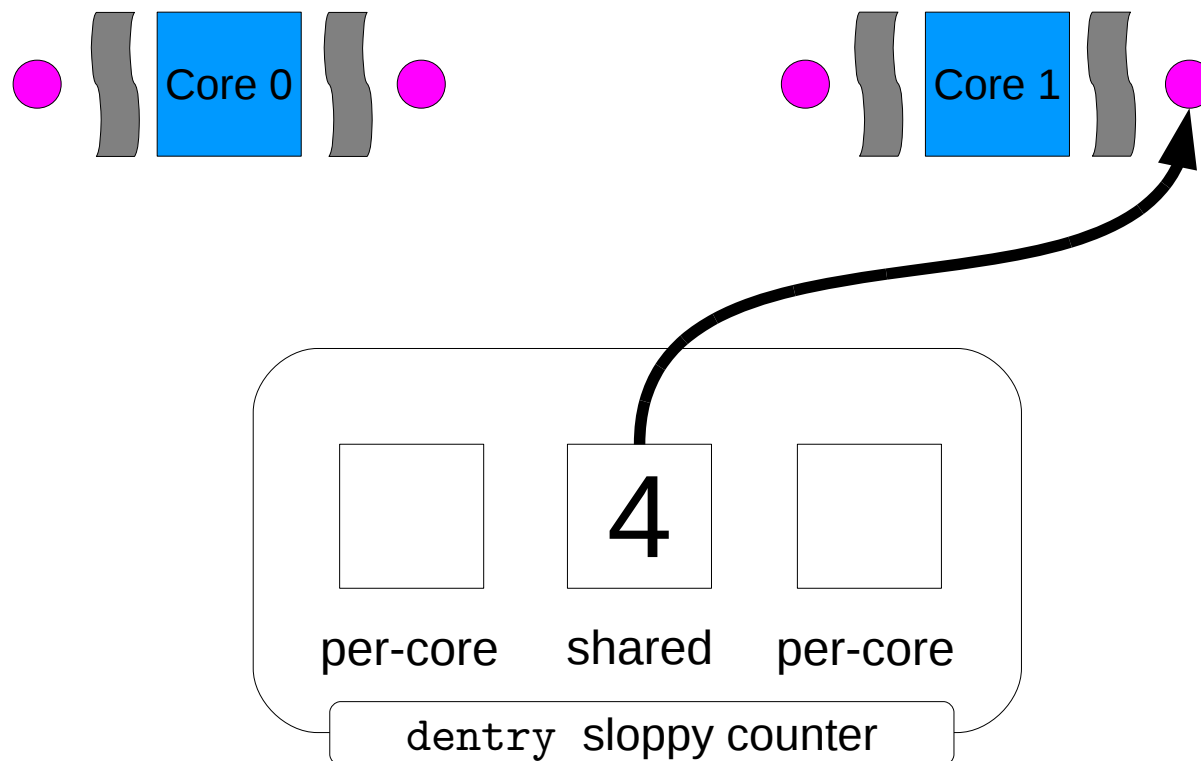 Core 0
Core 1
4
per-core shared per-core
dentry sloppy counter